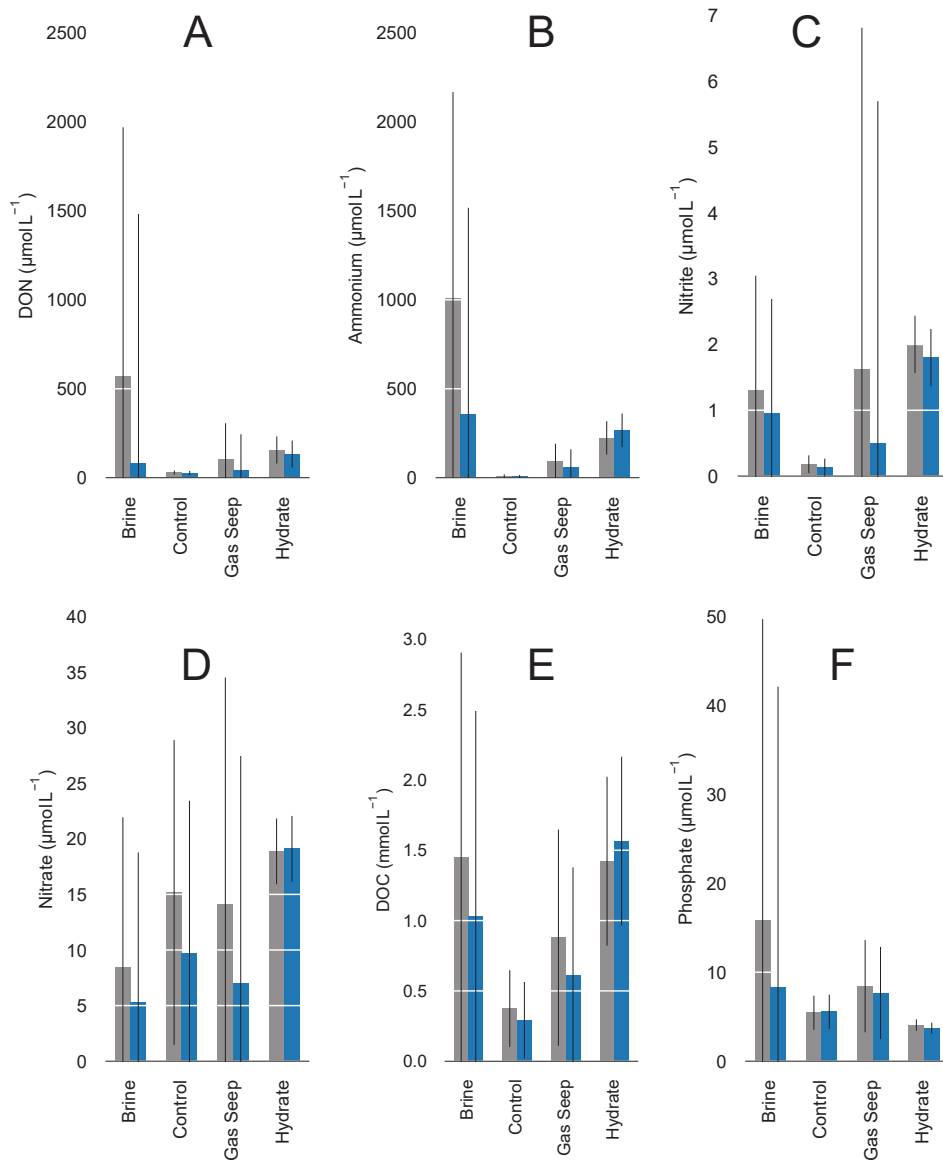 A
2500
2000
1500
1000
500
0
DON (µmol L⁻¹)
Brine
Control
Gas Seep
Hydrate
B
2500
2000
1500
1000
500
0
Ammonium (µmol L⁻¹)
Brine
Control
Gas Seep
Hydrate
C
7
6
5
4
3
2
1
0
Nitrite (µmol L⁻¹)
Brine
Control
Gas Seep
Hydrate
D
40
35
30
25
20
15
10
5
0
Nitrate (µmol L⁻¹)
Brine
Control
Gas Seep
Hydrate
E
3.0
2.5
2.0
1.5
1.0
0.5
0.0
DOC (mmol L⁻¹)
Brine
Control
Gas Seep
Hydrate
F
50
40
30
20
10
0
Phosphate (µmol L⁻¹)
Brine
Control
Gas Seep
Hydrate